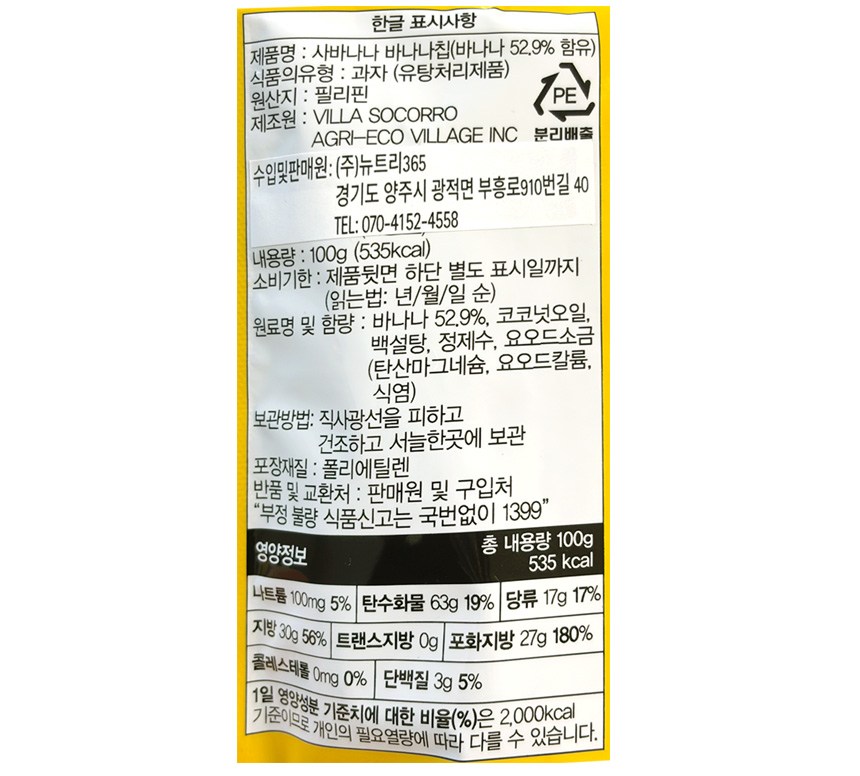 한글 표시사항
제품명 : 사바나나 바나나칩(바나나 52.9% 함유)
식품의유형 : 과자 (유탕처리제품)
원산지 : 필리핀
제조원 : VILLA SOCORRO
AGRI-ECO VILLAGE INC
PE
분리배출
수입및판매원: (주)뉴트리365
경기도 양주시 광적면 부흥로910번길 40
TEL: 070-4152-4558
내용량 : 100g (535kcal)
소비기한 : 제품뒷면 하단 별도 표시일까지
(읽는법: 년/월/일 순)
원료명 및 함량 : 바나나 52.9%, 코코넛오일,
백설탕, 정제수, 요오드소금
(탄산마그네슘, 요오드칼륨,
식염)
보관방법: 직사광선을 피하고
건조하고 서늘한곳에 보관
포장재질 : 폴리에틸렌
반품 및 교환처 : 판매원 및 구입처
“부정 불량 식품신고는 국번없이 1399”
영양정보
총 내용량 100g
535 kcal
나트륨 100mg 5% 탄수화물 63g 19% 당류 17g 17%
지방 30g 56% 트랜스지방 0g 포화지방 27g 180%
콜레스테롤 0mg 0% 단백질 3g 5%
1일 영양성분 기준치에 대한 비율(%)은 2,000kcal
기준이므로 개인의 필요열량에 따라 다를 수 있습니다.